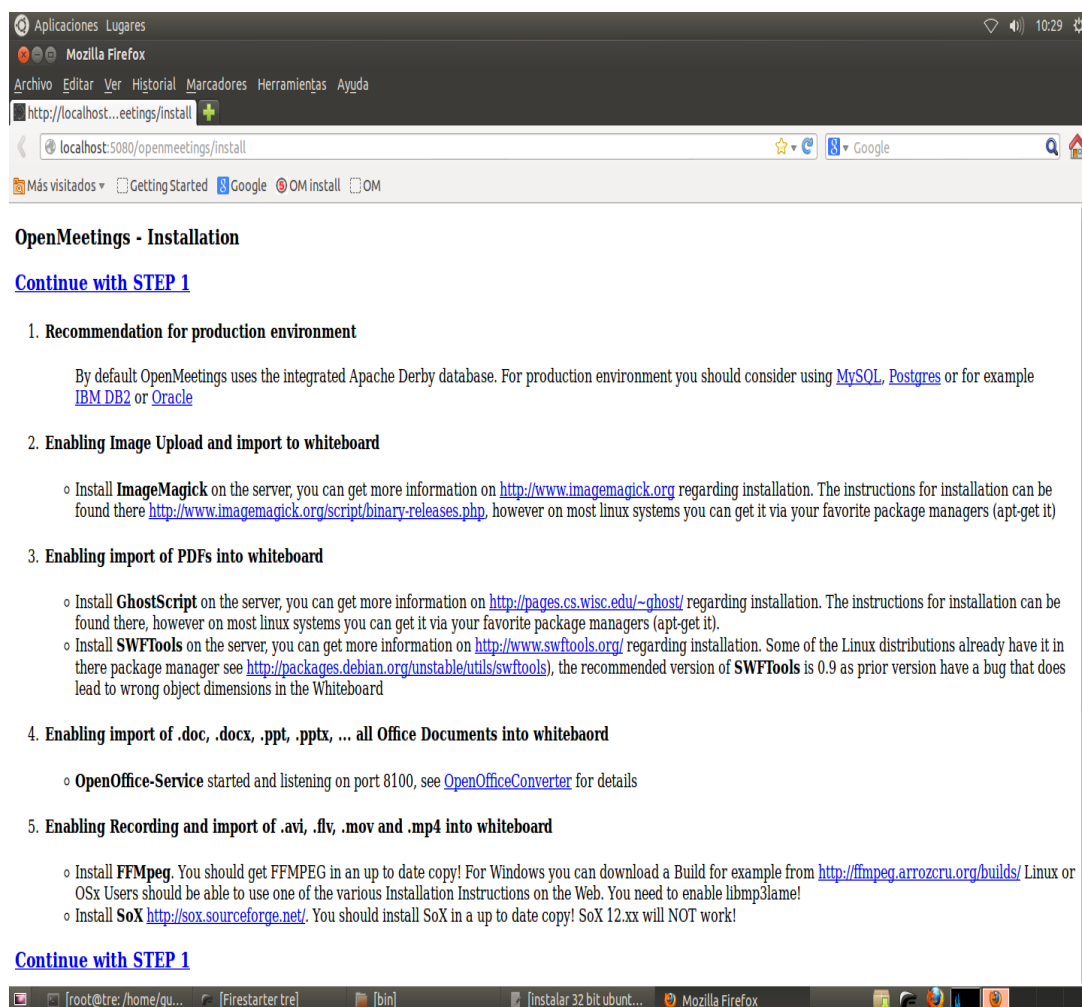 Aplicaciones Lugares
10:29
Mozilla Firefox
Archivo Editar Ver Historial Marcadores Herramientas Ayuda
http://localhost...eetings/install
localhost:5080/openmeetings/install
Google
Más visitados Getting Started Google OM install OM
OpenMeetings - Installation
Continue with STEP 1
1. Recommendation for production environment
By default OpenMeetings uses the integrated Apache Derby database. For production environment you should consider using MySQL, Postgres or for example
IBM DB2 or Oracle
2. Enabling Image Upload and import to whiteboard
Install ImageMagick on the server, you can get more information on http://www.imagemagick.org regarding installation. The instructions for installation can be
found there http://www.imagemagick.org/script/binary-releases.php, however on most linux systems you can get it via your favorite package managers (apt-get it)
3. Enabling import of PDFs into whiteboard
Install GhostScript on the server, you can get more information on http://pages.cs.wisc.edu/~ghost/ regarding installation. The instructions for installation can be
found there, however on most linux systems you can get it via your favorite package managers (apt-get it).
Install SWFTools on the server, you can get more information on http://www.swftools.org/ regarding installation. Some of the Linux distributions already have it in
there package manager see http://packages.debian.org/unstable/utils/swftools), the recommended version of SWFTools is 0.9 as prior version have a bug that does
lead to wrong object dimensions in the Whiteboard
4. Enabling import of .doc, .docx, .ppt, .pptx, ... all Office Documents into whitebaord
OpenOffice-Service started and listening on port 8100, see OpenOfficeConverter for details
5. Enabling Recording and import of .avi, .flv, .mov and .mp4 into whiteboard
Install FFMpeg. You should get FFMPEG in an up to date copy! For Windows you can download a Build for example from http://ffmpeg.arrozcru.org/builds/ Linux or
OSx Users should be able to use one of the various Installation Instructions on the Web. You need to enable libmp3lame!
Install SoX http://sox.sourceforge.net/. You should install SoX in a up to date copy! SoX 12.xx will NOT work!
Continue with STEP 1
[root@tre: /home/gu... [Firestarter tre] [bin] [instalar 32 bit ubunt... Mozilla Firefox